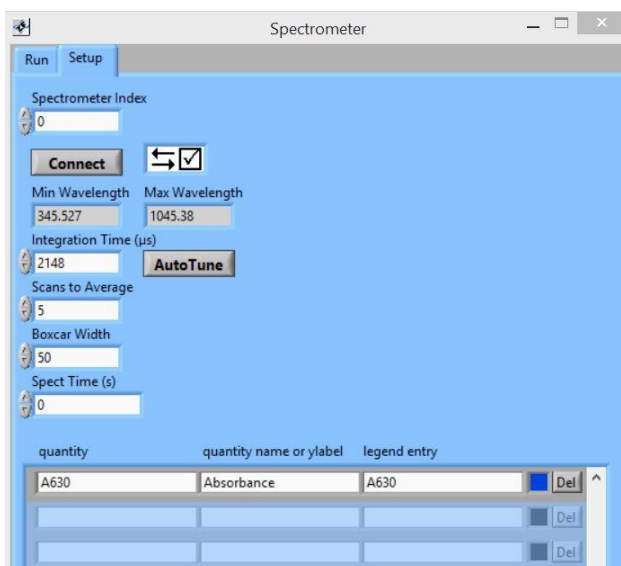 Spectrometer
Run Setup
Spectrometer Index
0
Connect
Min Wavelength Max Wavelength
345.527 1045.38
Integration Time (µs)
2148 AutoTune
Scans to Average
5
Boxcar Width
50
Spect Time (s)
0
quantity quantity name or ylabel legend entry
A630 Absorbance A630 Del
Del
Del